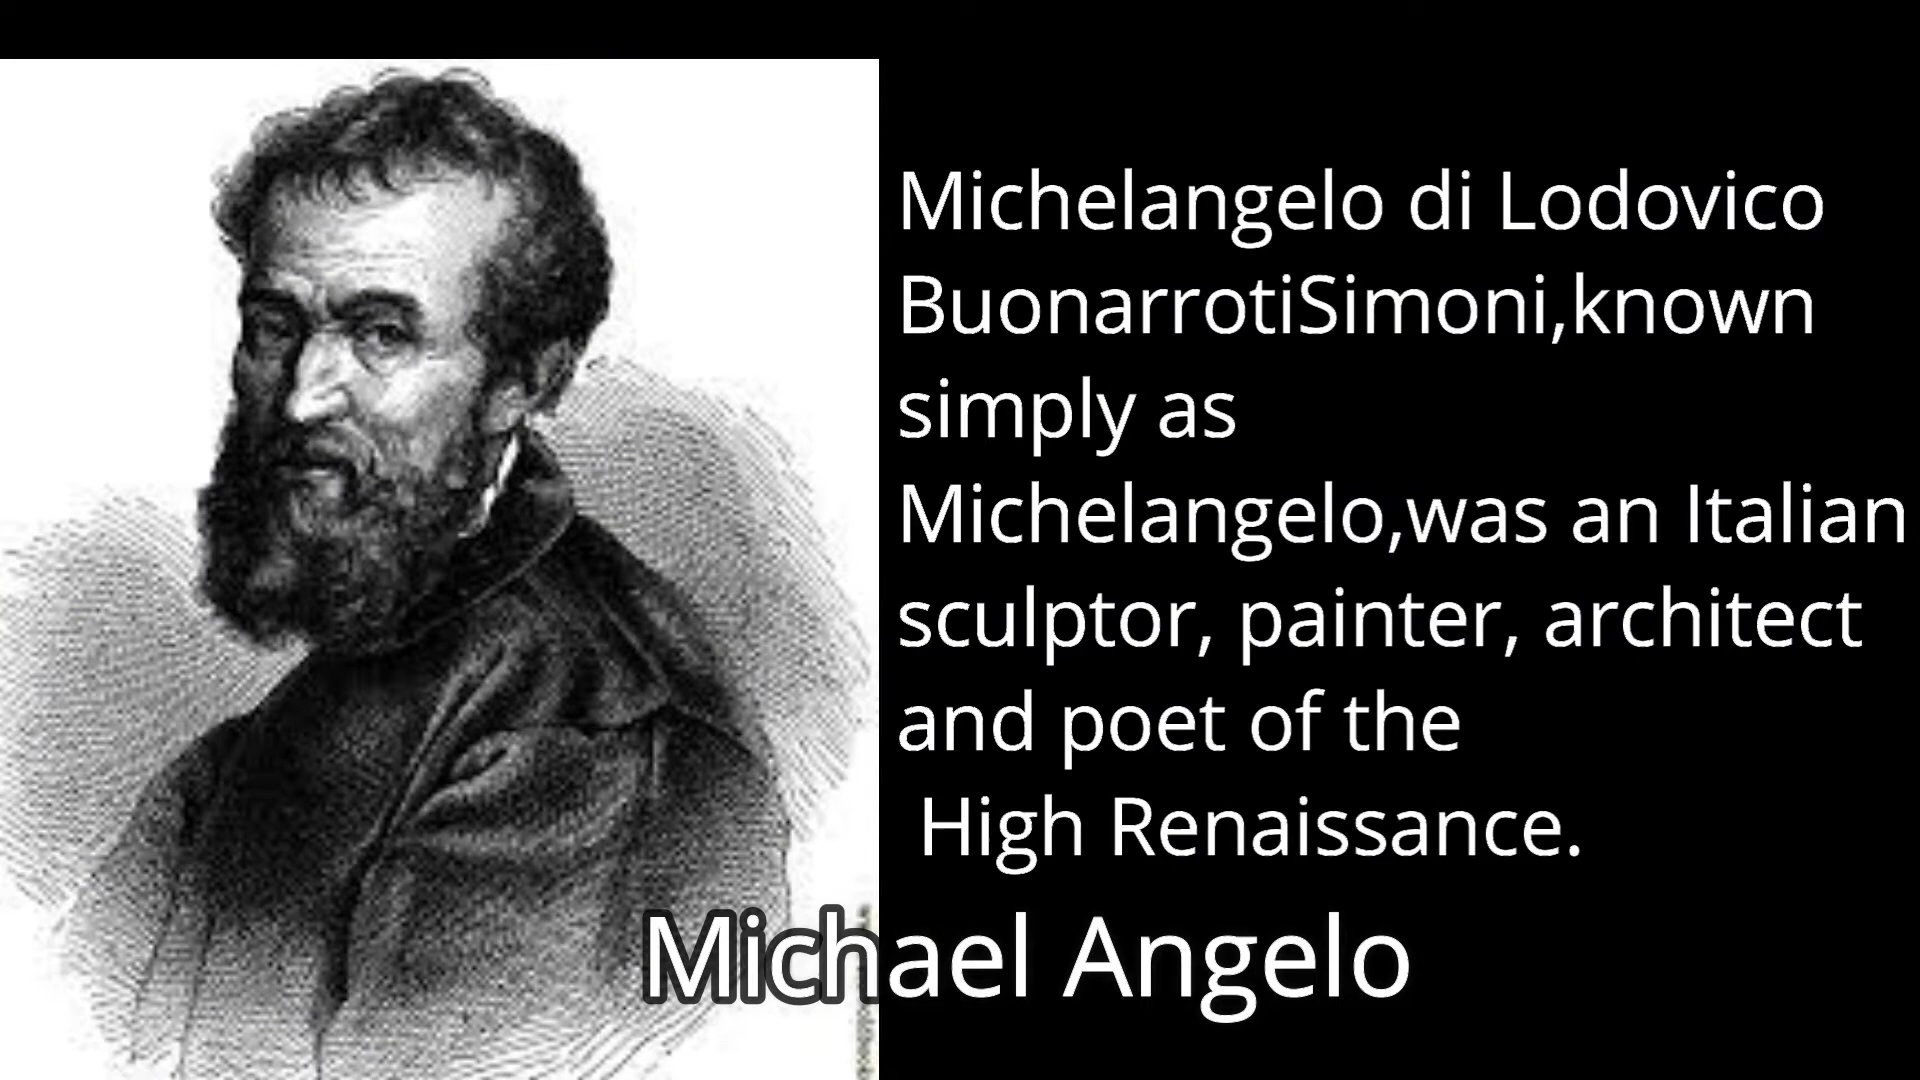 Michelangelo di Lodovico
BuonarrotiSimoni,known
simply as
Michelangelo,was an Italian
sculptor, painter, architect
and poet of the
High Renaissance.
Michael Angelo